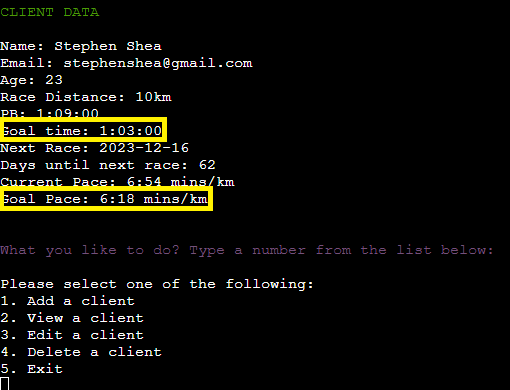 CLIENT DATA
Name: Stephen Shea
Email: stephenshea@gmail.com
Age: 23
Race Distance: 10km
PB: 1:09:00
Goal time: 1:03:00
Next Race: 2023-12-16
Days until next race: 62
Current Pace: 6:54 mins/km
Goal Pace: 6:18 mins/km
What you like to do? Type a number from the list below:
Please select one of the following:
1. Add a client
2. View a client
3. Edit a client
4. Delete a client
5. Exit